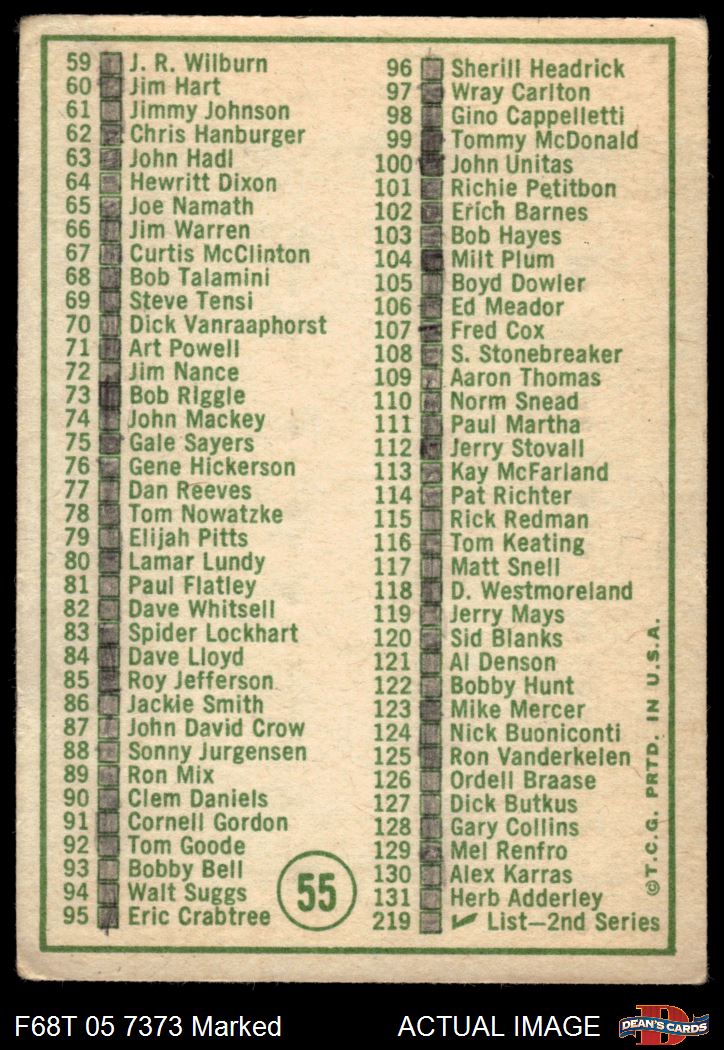 59 J. R. Wilburn
60 Jim Hart
61 Jimmy Johnson
62 Chris Hanburger
63 John Hadl
64 Hewritt Dixon
65 Joe Namath
66 Jim Warren
67 Curtis McClinton
68 Bob Talamini
69 Steve Tensi
70 Dick Vanraaphorst
71 Art Powell
72 Jim Nance
73 Bob Riggle
74 John Mackey
75 Gale Sayers
76 Gene Hickerson
77 Dan Reeves
78 Tom Nowatzke
79 Elijah Pitts
80 Lamar Lundy
81 Paul Flatley
82 Dave Whitsell
83 Spider Lockhart
84 Dave Lloyd
85 Roy Jefferson
86 Jackie Smith
87 John David Crow
88 Sonny Jurgensen
89 Ron Mix
90 Clem Daniels
91 Cornell Gordon
92 Tom Goode
93 Bobby Bell
94 Walt Suggs
95 Eric Crabtree
55
96 Sherill Headrick
97 Wray Carlton
98 Gino Cappelletti
99 Tommy McDonald
100 John Unitas
101 Richie Petitbon
102 Erich Barnes
103 Bob Hayes
104 Milt Plum
105 Boyd Dowler
106 Ed Meador
107 Fred Cox
108 S. Stonebreaker
109 Aaron Thomas
110 Norm Snead
111 Paul Martha
112 Jerry Stovall
113 Kay McFarland
114 Pat Richter
115 Rick Redman
116 Tom Keating
117 Matt Snell
118 D. Westmoreland
119 Jerry Mays
120 Sid Blanks
121 Al Denson
122 Bobby Hunt
123 Mike Mercer
124 Nick Buoniconti
125 Ron Vanderkelen
126 Ordell Braase
127 Dick Butkus
128 Gary Collins
129 Mel Renfro
130 Alex Karras
131 Herb Adderley
219 ✓ List—2nd Series
©T.C.G. PRTD. IN U.S.A.
F68T 05 7373 Marked
ACTUAL IMAGE
D
DEAN'S CARDS